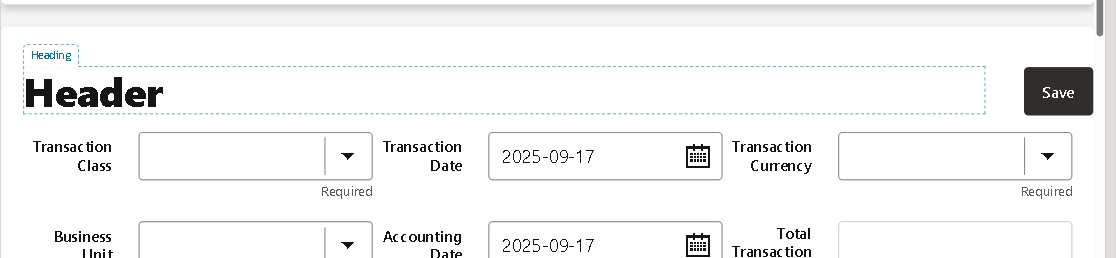 Heading
Header
Save
Transaction
Class
Transaction
Date
2025-09-17
Transaction
Currency
Required
Required
Business
Unit
Accounting
Date
2025-09-17
Total
Transaction